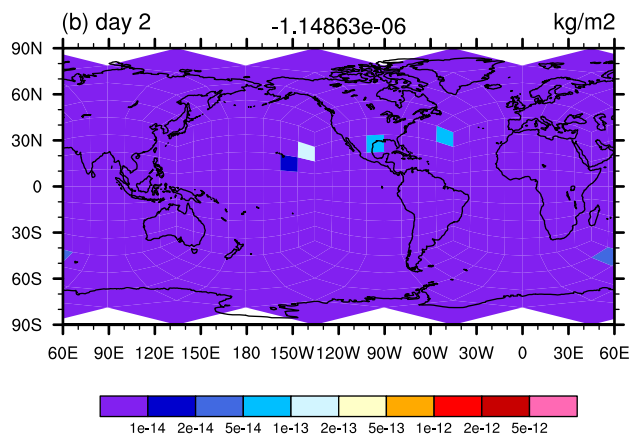 (b) day 2 -1.14863e-06 kg/m2
90N
60N
30N
0
30S
60S
90S
60E 90E 120E 150E 180 150W 120W 90W 60W 30W 0 30E 60E
1e-14 2e-14 5e-14 1e-13 2e-13 5e-13 1e-12 2e-12 5e-12